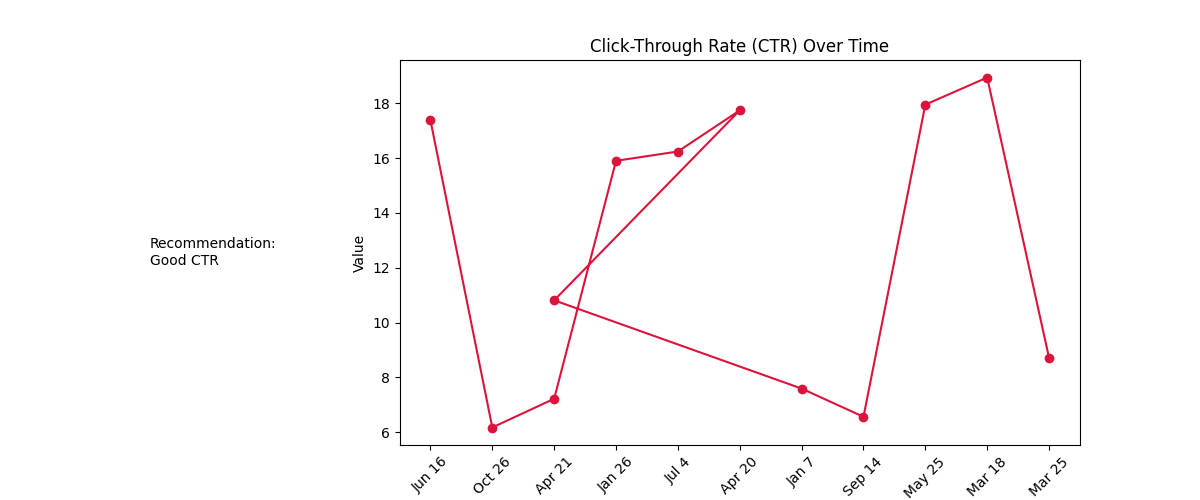 Click-Through Rate (CTR) Over Time
Recommendation:
Good CTR
Value
18
16
14
12
10
8
6
Jun 16
Oct 26
Apr 21
Jan 26
Jul 4
Apr 20
Jan 7
Sep 14
May 25
Mar 18
Mar 25